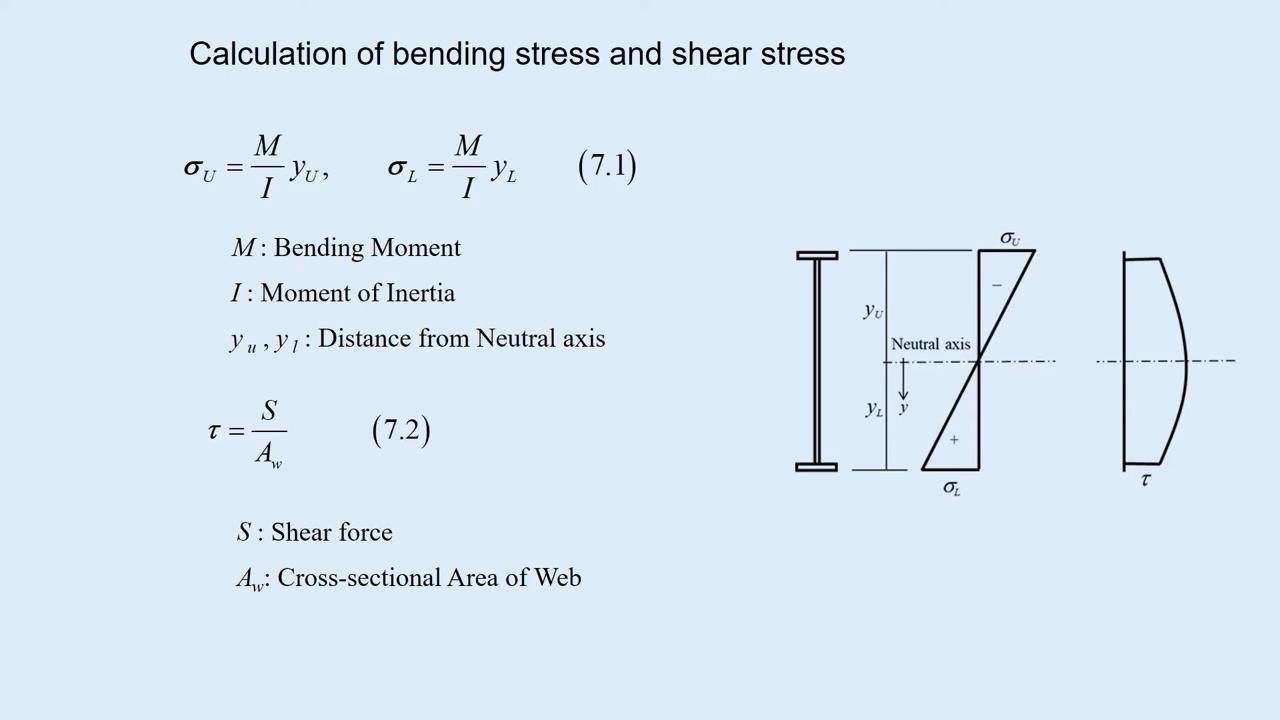 Calculation of bending stress and shear stress
σ_U = M/I y_U, σ_L = M/I y_L (7.1)
M : Bending Moment
I : Moment of Inertia
y_u , y_l : Distance from Neutral axis
τ = S/A_w (7.2)
S : Shear force
A_w: Cross-sectional Area of Web
σ_U
−
y_U
Neutral axis
y_L
y
+
σ_L
τ